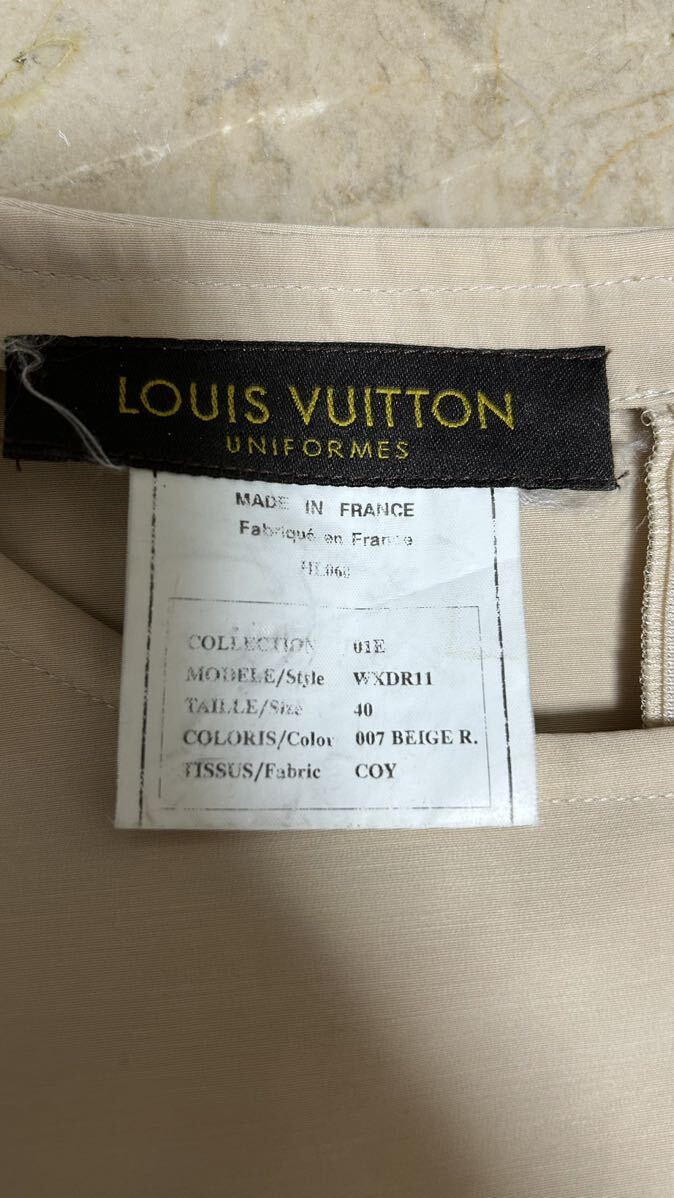 LOUIS VUITTON
UNIFORMES
MADE IN FRANCE
Fabriqué en France
COLLECTION 01E
MODELE/Style WXDR11
TAILLE/Size 40
COLORIS/Color 007 BEIGE R.
TISSUS/Fabric COY